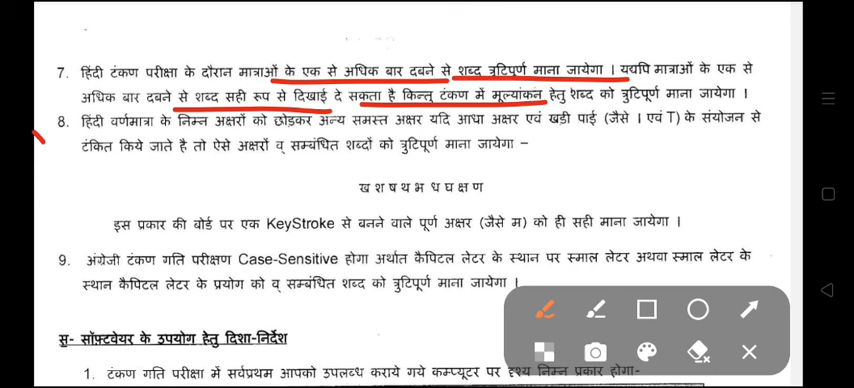 7. हिंदी टंकण परीक्षा के दौरान मात्राओं के एक से अधिक बार दबने से शब्द त्रुटिपूर्ण माना जायेगा । यद्यपि मात्राओं के एक से
अधिक बार दबने से शब्द सही रूप से दिखाई दे सकता है किन्तु टंकण में मूल्यांकन हेतु शब्द को त्रुटिपूर्ण माना जायेगा ।
8. हिंदी वर्णमात्रा के निम्न अक्षरों को छोड़कर अन्य समस्त अक्षर यदि आधा अक्षर एवं खड़ी पाई (जैसे । एवं T) के संयोजन से
टंकित किये जाते है तो ऐसे अक्षरों व् सम्बंधित शब्दों को त्रुटिपूर्ण माना जायेगा –
ख श ष थ भ ध घ क्ष ण
इस प्रकार की बोर्ड पर एक KeyStroke से बनने वाले पूर्ण अक्षर (जैसे म) को ही सही माना जायेगा ।
9. अंग्रेजी टंकण गति परीक्षण Case-Sensitive होगा अर्थात कैपिटल लेटर के स्थान पर स्माल लेटर अथवा स्माल लेटर के
स्थान कैपिटल लेटर के प्रयोग को व् सम्बंधित शब्द को त्रुटिपूर्ण माना जायेगा ।
स- सॉफ़्टवेयर के उपयोग हेतु दिशा-निर्देश
1. टंकण गति परीक्षा में सर्वप्रथम आपको उपलब्ध कराये गये कम्प्यूटर पर दृश्य निम्न प्रकार होगा-